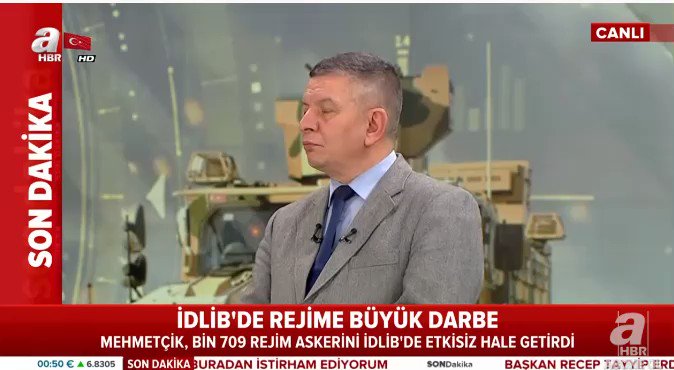 a
HBR
HD
CANLI
SON DAKİKA
İDLİB'DE REJİME BÜYÜK DARBE
MEHMETÇİK, BİN 709 REJİM ASKERİNİ İDLİB'DE ETKİSİZ HALE GETİRDİ
a
HBR
00:50 € 6.8305 SON DAKİKA BURADAN İSTİRHAM EDİYORUM SONDakika BAŞKAN RECEP TAYYİP ERD